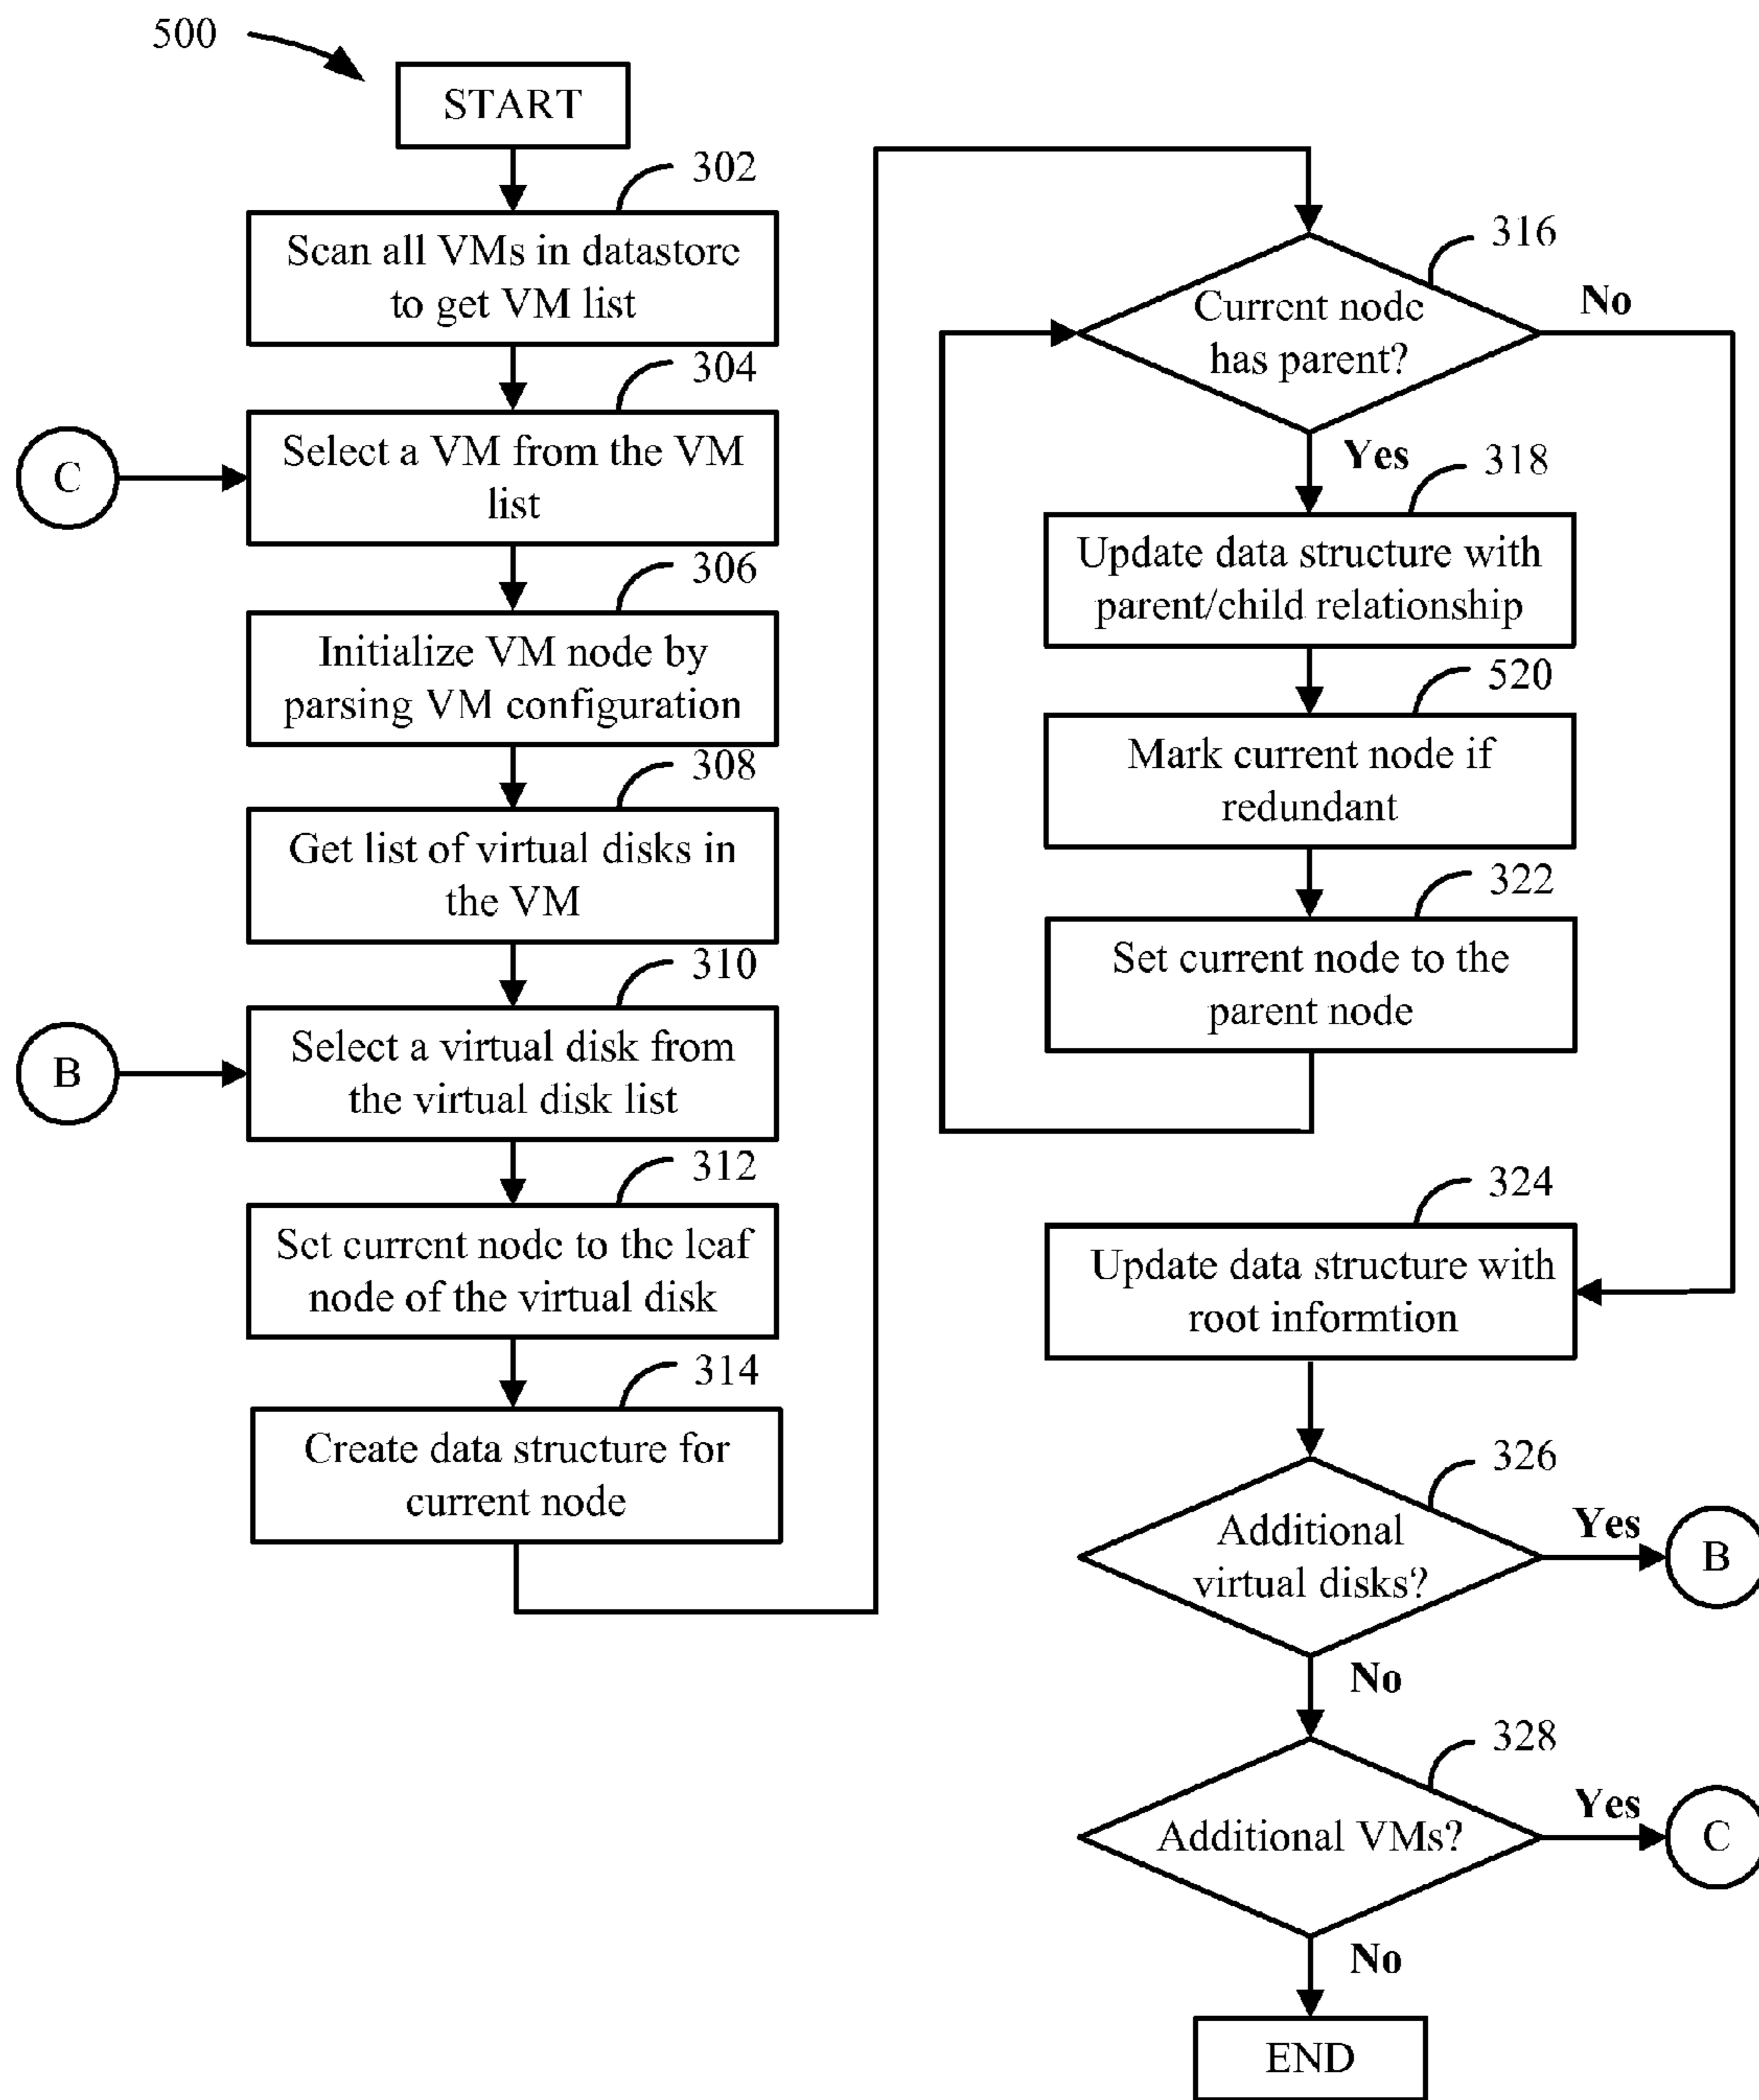 500
START
302
Scan all VMs in datastore
to get VM list
304
C
Select a VM from the VM
list
306
Initialize VM node by
parsing VM configuration
308
Get list of virtual disks in
the VM
310
B
Select a virtual disk from
the virtual disk list
312
Set current node to the leaf
node of the virtual disk
314
Create data structure for
current node
316
Current node
has parent?
No
Yes
318
Update data structure with
parent/child relationship
520
Mark current node if
redundant
322
Set current node to the
parent node
324
Update data structure with
root informtion
326
Additional
virtual disks?
Yes
B
No
328
Additional VMs?
Yes
C
No
END